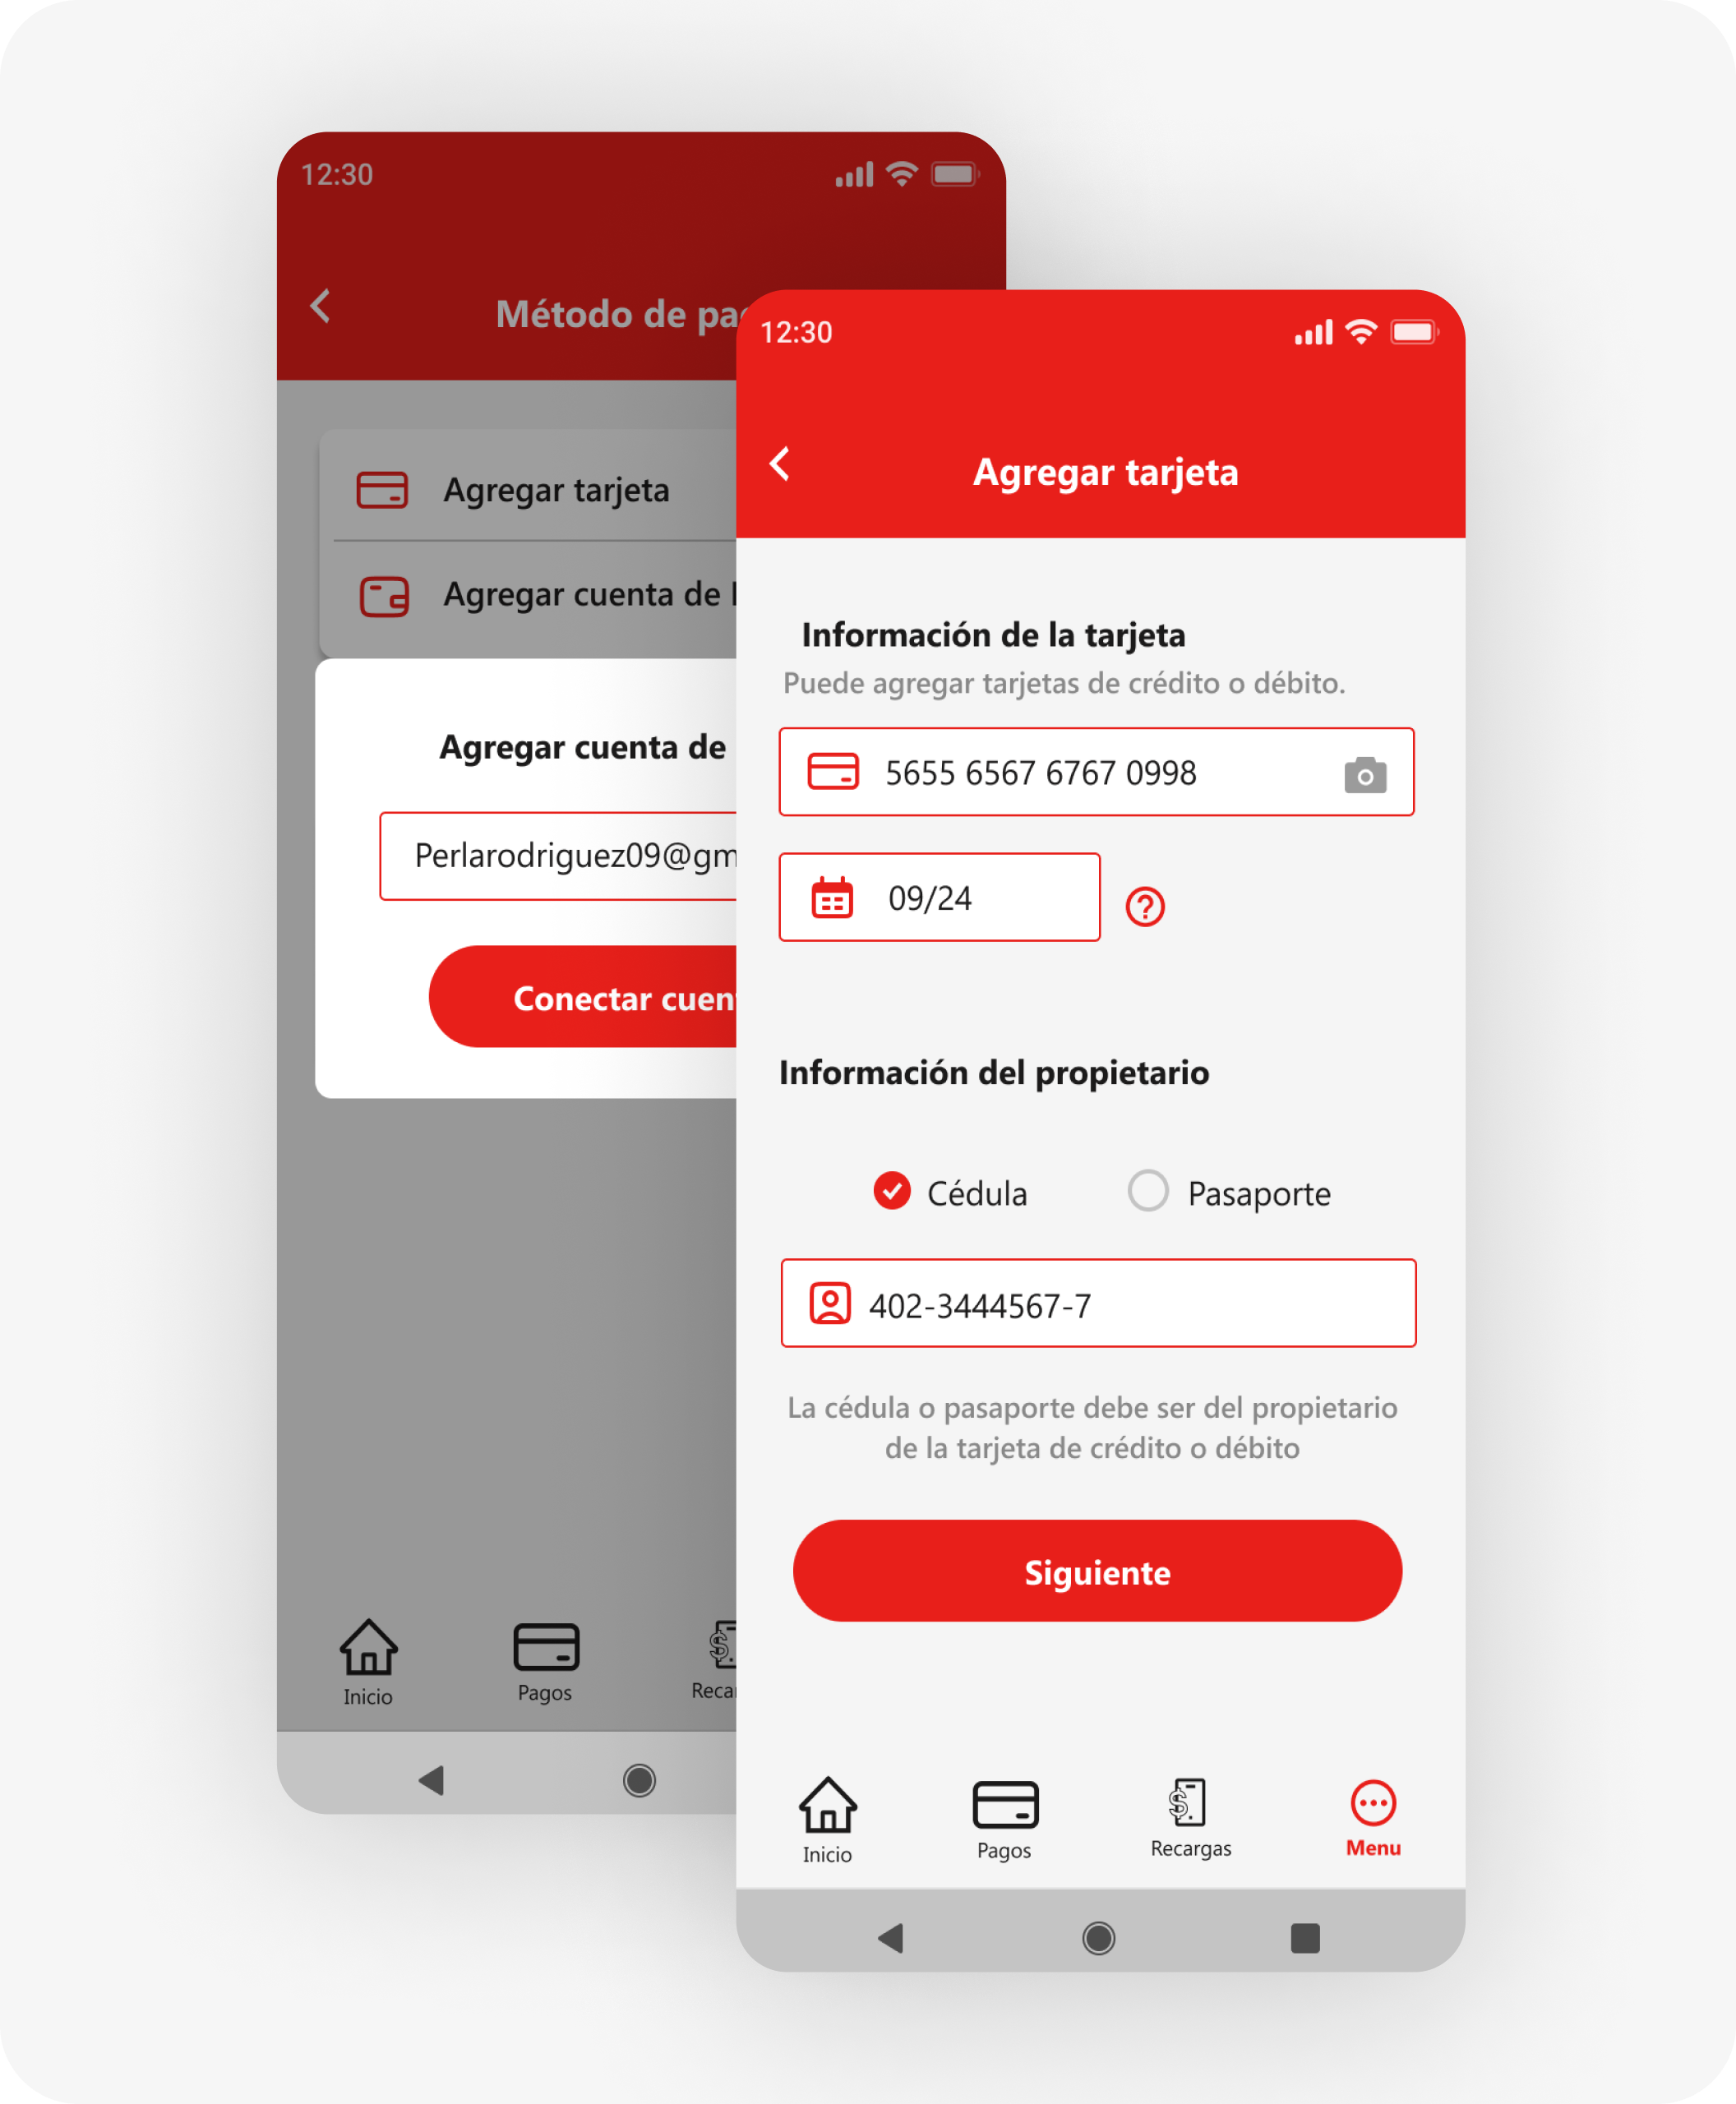 12:30
Método de
Agregar tarjeta
Agregar cuenta de
Agregar cuenta de
Perlarodriguez09@gm
Conectar
Inicio
Pagos
12:30
Agregar tarjeta
Información de la tarjeta
Puede agregar tarjetas de crédito o débito.
5655 6567 6767 0998
09/24
Información del propietario
Cédula
Pasaporte
402-3444567-7
La cédula o pasaporte debe ser del propietario
de la tarjeta de crédito o débito
Siguiente
Inicio
Pagos
Recargas
Menu